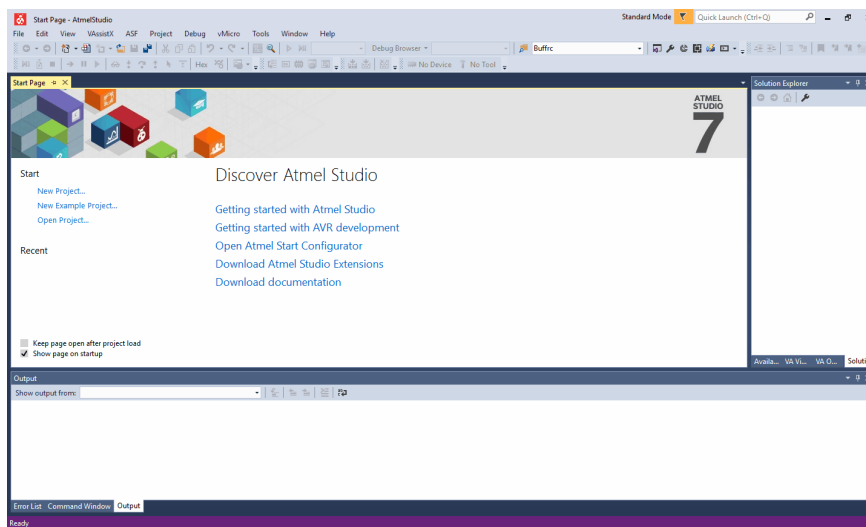 Start Page - AtmelStudio
Standard Mode
Quick Launch (Ctrl+Q)
File Edit View VAssistX ASF Project Debug vMicro Tools Window Help
Debug Browser
Buffrc
Hex
No Device
No Tool
Start Page
Solution Explorer
ATMEL
STUDIO
7
Start
New Project...
New Example Project...
Open Project...
Recent
Discover Atmel Studio
Getting started with Atmel Studio
Getting started with AVR development
Open Atmel Start Configurator
Download Atmel Studio Extensions
Download documentation
Keep page open after project load
Show page on startup
Availa... VA Vi... VA O... Soluti
Output
Show output from:
Error List Command Window Output
Ready